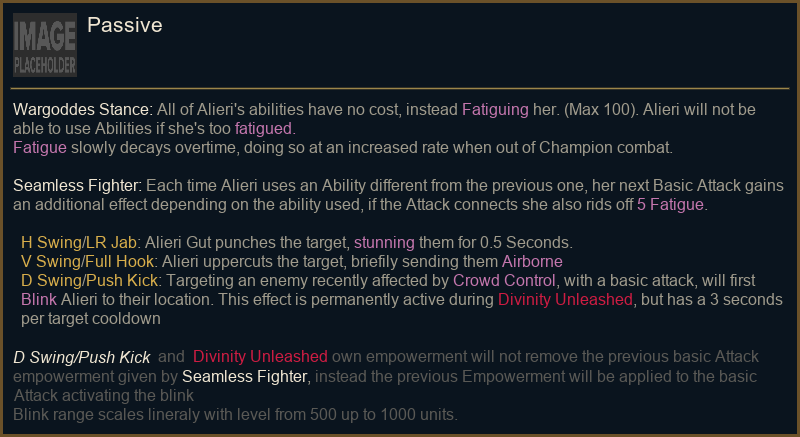 IMAGE
PLACEHOLDER
Passive
Wargoddes Stance: All of Alieri's abilities have no cost, instead Fatiguing her. (Max 100). Alieri will not be
able to use Abilities if she's too fatigued.
Fatigue slowly decays overtime, doing so at an increased rate when out of Champion combat.
Seamless Fighter: Each time Alieri uses an Ability different from the previous one, her next Basic Attack gains
an additional effect depending on the ability used, if the Attack connects she also rids off 5 Fatigue.
H Swing/LR Jab: Alieri Gut punches the target, stunning them for 0.5 Seconds.
V Swing/Full Hook: Alieri uppercuts the target, briefily sending them Airborne
D Swing/Push Kick: Targeting an enemy recently affected by Crowd Control, with a basic attack, will first
Blink Alieri to their location. This effect is permanently active during Divinity Unleashed, but has a 3 seconds
per target cooldown
D Swing/Push Kick and Divinity Unleashed own empowerment will not remove the previous basic Attack
empowerment given by Seamless Fighter, instead the previous Empowerment will be applied to the basic
Attack activating the blink
Blink range scales lineraly with level from 500 up to 1000 units.